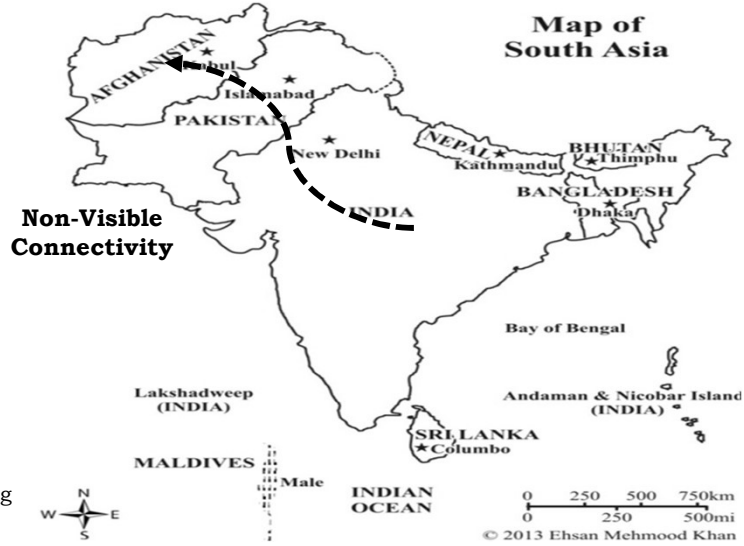 Map of
South Asia
AFGHANISTAN
Kabul
Islamabad
PAKISTAN
New Delhi
NEPAL
Kathmandu
BHUTAN
Thimphu
BANGLADESH
Dhaka
INDIA
Non-Visible
Connectivity
Bay of Bengal
Lakshadweep
(INDIA)
Andaman & Nicobar Island
(INDIA)
SRI LANKA
Columbo
MALDIVES
Male
INDIAN
OCEAN
g
N
W E
S
0 250 500 750km
0 250 500mi
© 2013 Ehsan Mehmood Khan